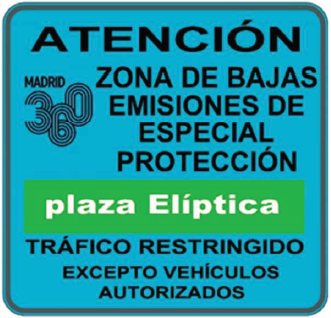 ATENCIÓN
MADRID
360
ZONA DE BAJAS
EMISIONES DE
ESPECIAL
PROTECCIÓN
plaza Elíptica
TRÁFICO RESTRINGIDO
EXCEPTO VEHÍCULOS
AUTORIZADOS